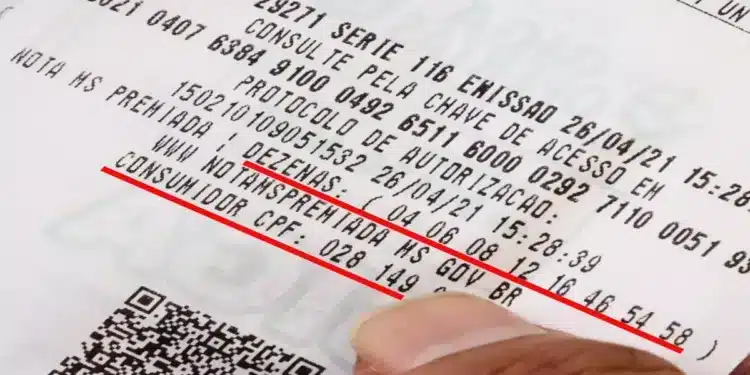 UN
29271 SERIE 116 EMISSAO 26/04/21 15:28
CONSULTE PELA CHAVE DE ACESSO EM
0407 6384 9100 0492 6511 6000 0292 7110 0051 93
PROTOCOLO DE AUTORIZACAO:
150210109051532 26/04/21 15:28:39
NOTA MS PREMIADA ! DEZENAS: ( 04 06 08 12 16 46 54 58 )
WWW NOTAMSPREMIADA MS GOV BR
CONSUMIDOR CPF: 028 149